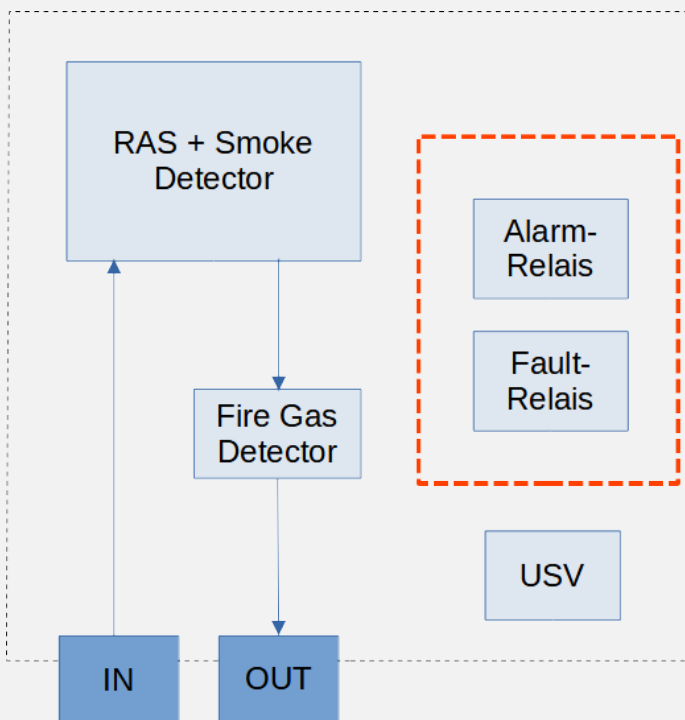 RAS + Smoke
Detector
Alarm-
Relais
Fault-
Relais
Fire Gas
Detector
USV
IN
OUT